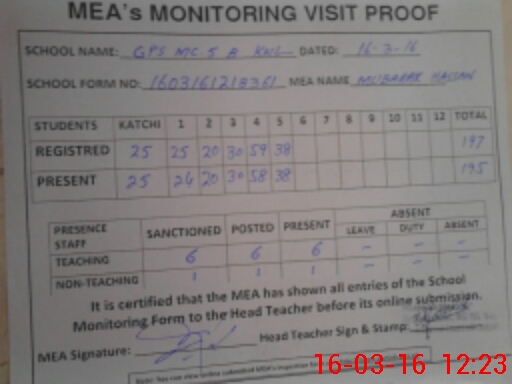 MEA's MONITORING VISIT PROOF
SCHOOL NAME: GPS MC 5 B KNL DATED: 16-3-16
SCHOOL FORM NO: 1603161218361 MEA NAME MUBARAK HASSAN
STUDENTS KATCHI 1 2 3 4 5 6 7 8 9 10 11 12 TOTAL
REGISTRED 25 25 20 30 59 38 197
PRESENT 25 24 20 30 58 38 195
PRESENCE STAFF SANCTIONED POSTED PRESENT ABSENT
LEAVE DUTY ABSENT
TEACHING 6 6 6 - - -
NON-TEACHING 1 1 1 - - -
It is certified that the MEA has shown all entries of the School
Monitoring Form to the Head Teacher before its online submission.
MEA Signature: Head Teacher Sign & Stamp:
16-03-16 12:23